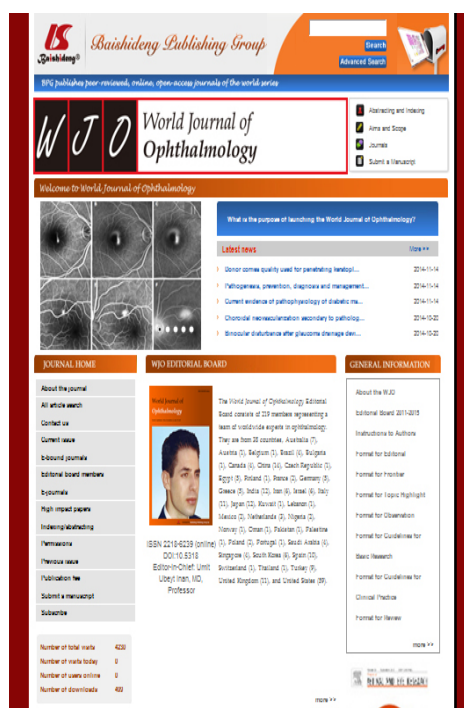 Baishideng®
Baishideng Publishing Group
Search
Advanced Search
BPG publishes peer-reviewed, online, open-access journals of the world series
WJO
World Journal of
Ophthalmology
Abstracting and Indexing
Aims and Scope
Journals
Submit a Manuscript
Welcome to World Journal of Ophthalmology
What is the purpose of launching the World Journal of Ophthalmology?
Latest news
More >>
Donor cornea quality used for penetrating keratopl... 2014-11-14
Pathogenesis, prevention, diagnosis and management... 2014-11-14
Current evidence of pathophysiology of diabetic ma... 2014-11-14
Choroidal neovascularization secondary to patholog... 2014-10-20
Binocular disturbance after glaucoma drainage devi... 2014-10-20
JOURNAL HOME
About the journal
All article search
Contact us
Current issue
E-bound journals
Editorial board members
E-journals
High impact papers
Indexing/abstracting
Permissions
Previous issue
Publication fee
Submit a manuscript
Subscribe
Number of total visits 4230
Number of visits today 0
Number of users online 0
Number of downloads
WJO EDITORIAL BOARD
World Journal of
Ophthalmology
ISSN 2218-6239 (online)
DOI:10.5318
Editor-in-Chief: Umit
Ubeyt Inan, MD,
Professor
The World Journal of Ophthalmology Editorial
Board consists of 219 members representing a
team of worldwide experts in ophthalmology.
They are from 35 countries, Australia (7),
Austria (1), Belgium (1), Brazil (4), Bulgaria
(1), Canada (4), China (14), Czech Republic (1),
Egypt (5), Finland (1), France (2), Germany (5),
Greece (5), India (12), Iran (6), Israel (6), Italy
(11), Japan (12), Kuwait (1), Lebanon (1),
Mexico (2), Netherlands (3), Nigeria (2),
Norway (1), Oman (1), Pakistan (1), Palestine
(1), Poland (2), Portugal (1), Saudi Arabia (4),
Singapore (4), South Korea (6), Spain (10),
Switzerland (1), Thailand (1), Turkey (9),
United Kingdom (11), and United States (59).
more >>
GENERAL INFORMATION
About the WJO
Editorial Board 2011-2015
Instructions to Authors
Format for Editorial
Format for Frontier
Format for Topic Highlight
Format for Observation
Format for Guidelines for
Basic Research
Format for Guidelines for
Clinical Practice
Format for Review
more >>
RETINAL AND EYE RESEARCH